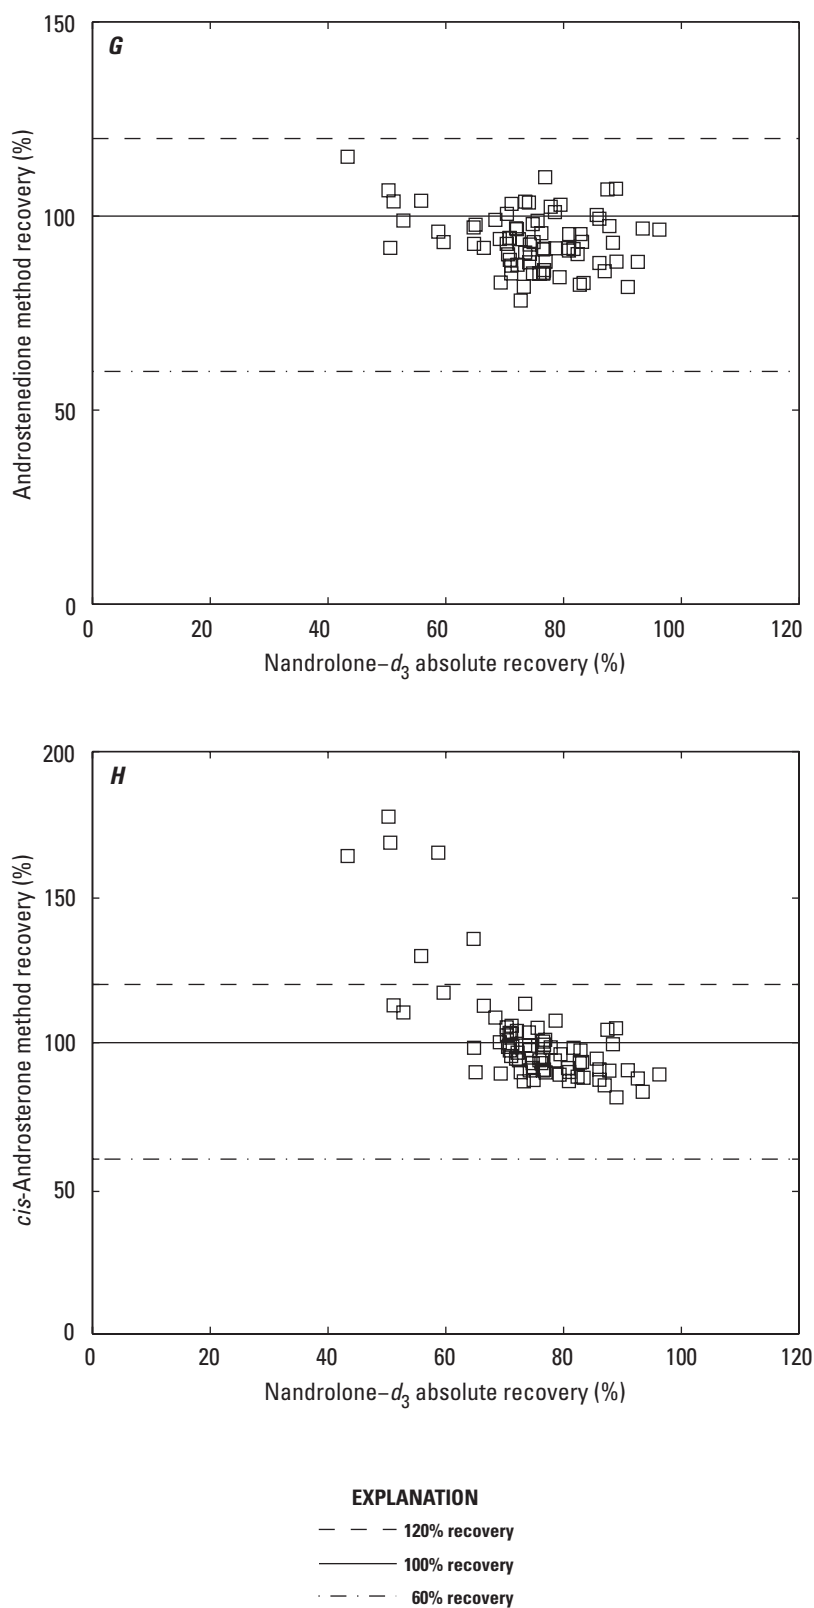 150
G
100
50
0
Androstenedione method recovery (%)
0 20 40 60 80 100 120
Nandrolone–d3 absolute recovery (%)
200
H
150
100
50
0
cis-Androsterone method recovery (%)
0 20 40 60 80 100 120
Nandrolone–d3 absolute recovery (%)
EXPLANATION
120% recovery
100% recovery
60% recovery